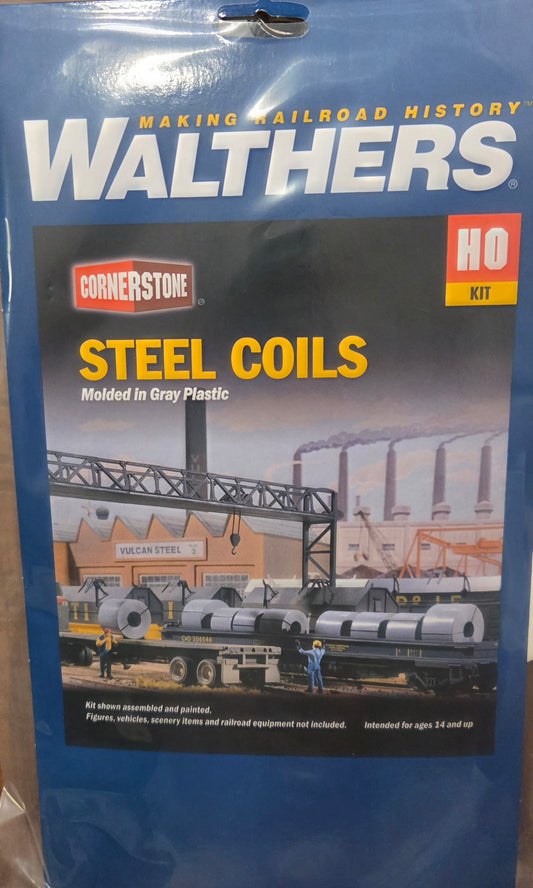 MAKING RAILROAD HISTORY™
WALTHERS®
HO
KIT
CORNERSTONE®
STEEL COILS
Molded in Gray Plastic
VULCAN STEEL
Kit shown assembled and painted.
Figures, vehicles, scenery items and railroad equipment not included.
Intended for ages 14 and up